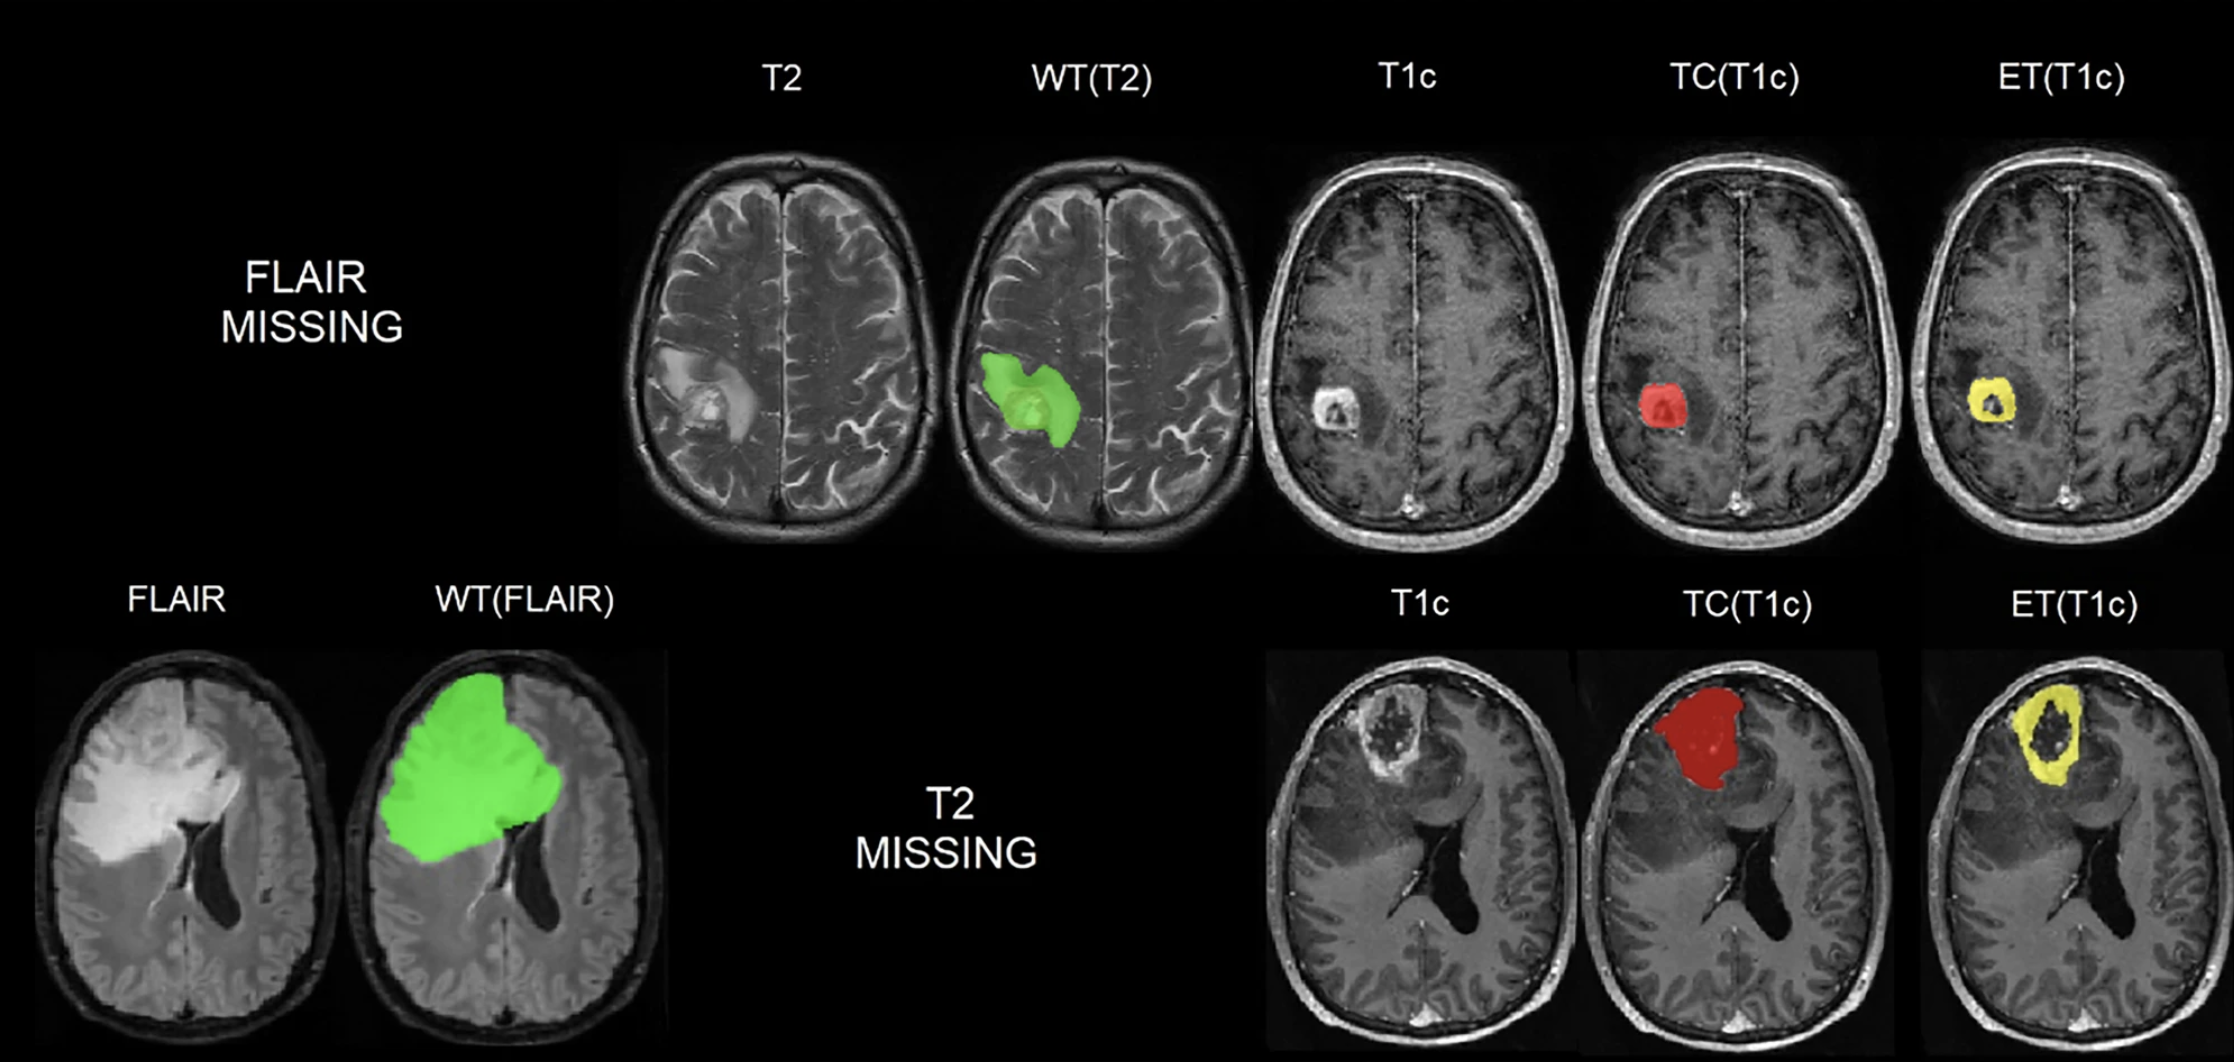 T2
WT(T2)
T1c
TC(T1c)
ET(T1c)
FLAIR
MISSING
FLAIR
WT(FLAIR)
T1c
TC(T1c)
ET(T1c)
T2
MISSING